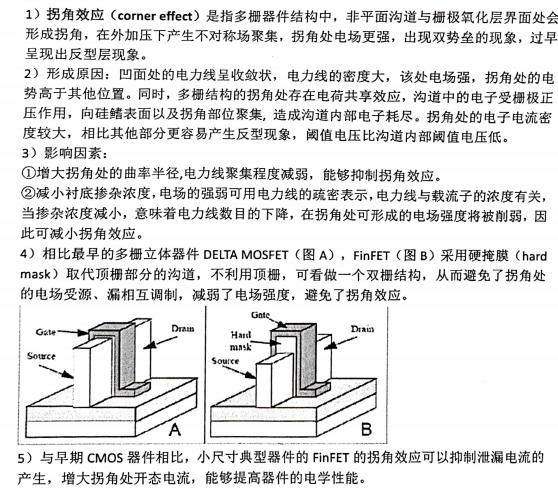 1）拐角效应（corner effect）是指多栅器件结构中，非平面沟道与栅极氧化层界面处会
形成拐角，在外加压下产生不对称场聚集，拐角处电场更强，出现双势垒的现象，过早
呈现出反型层现象。
2）形成原因：凹面处的电力线呈收敛状，电力线的密度大，该处电场强，拐角处的电
势高于其他位置。同时，多栅结构的拐角处存在电荷共享效应，沟道中的电子受栅极正
压作用，向硅鳍表面以及拐角部位聚集, 造成沟道内部电子耗尽。拐角处的电子电流密
度较大，相比其他部分更容易产生反型现象，阈值电压比沟道内部阈值电压低。
3）影响因素：
①增大拐角处的曲率半径,电力线聚集程度减弱，能够抑制拐角效应。
②减小衬底掺杂浓度，电场的强弱可用电力线的疏密表示，电力线与载流子的浓度有关，
当掺杂浓度减小，意味着电力线数目的下降，在拐角处可形成的电场强度将被削弱，因
此可减小拐角效应。
4）相比最早的多栅立体器件 DELTA MOSFET（图 A），FinFET（图 B）采用硬掩膜（hard
mask）取代顶栅部分的沟道，不利用顶栅，可看做一个双栅结构，从而避免了拐角处
的电场受源、漏相互调制，减弱了电场强度，避免了拐角效应。
Gate
Drain
Source
A
Gate
Hard
mask
Drain
Source
B
5）与早期 CMOS 器件相比，小尺寸典型器件的 FinFET 的拐角效应可以抑制泄漏电流的
产生，增大拐角处开态电流，能够提高器件的电学性能。